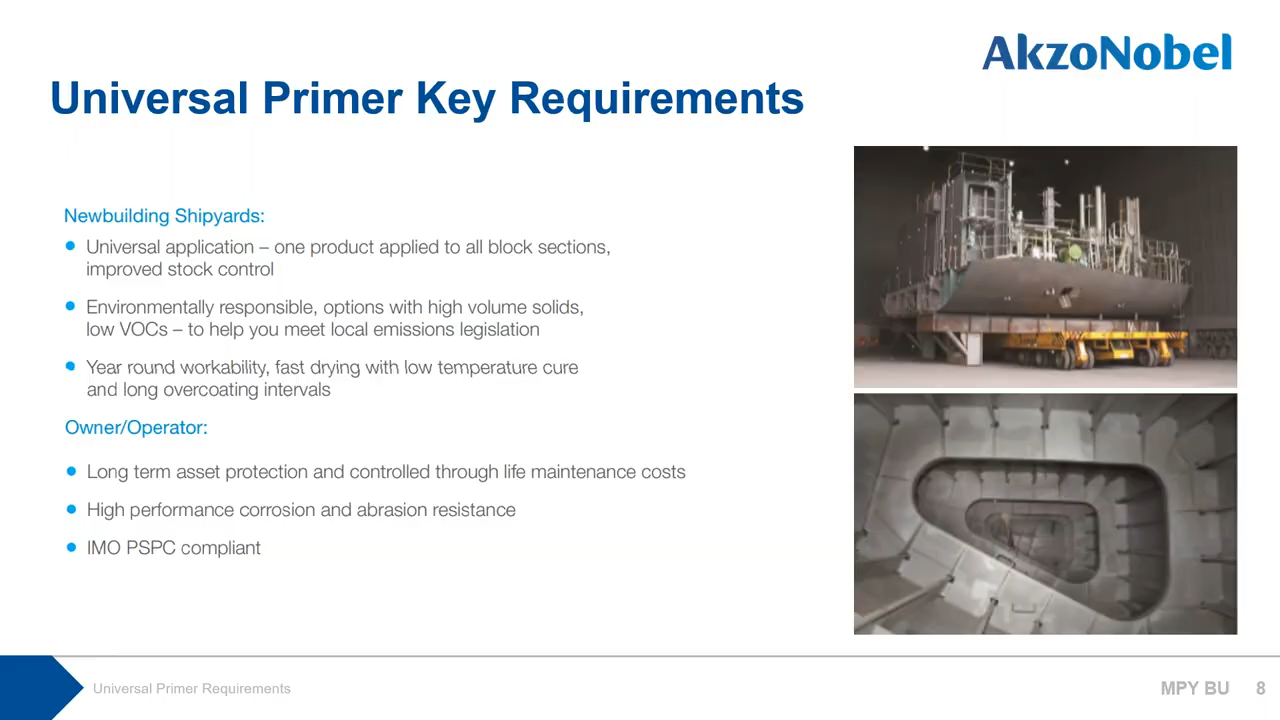 AkzoNobel
Universal Primer Key Requirements
Newbuilding Shipyards:
Universal application – one product applied to all block sections,
improved stock control
Environmentally responsible, options with high volume solids,
low VOCs – to help you meet local emissions legislation
Year round workability, fast drying with low temperature cure
and long overcoating intervals
Owner/Operator:
Long term asset protection and controlled through life maintenance costs
High performance corrosion and abrasion resistance
IMO PSPC compliant
Universal Primer Requirements
MPY BU 8